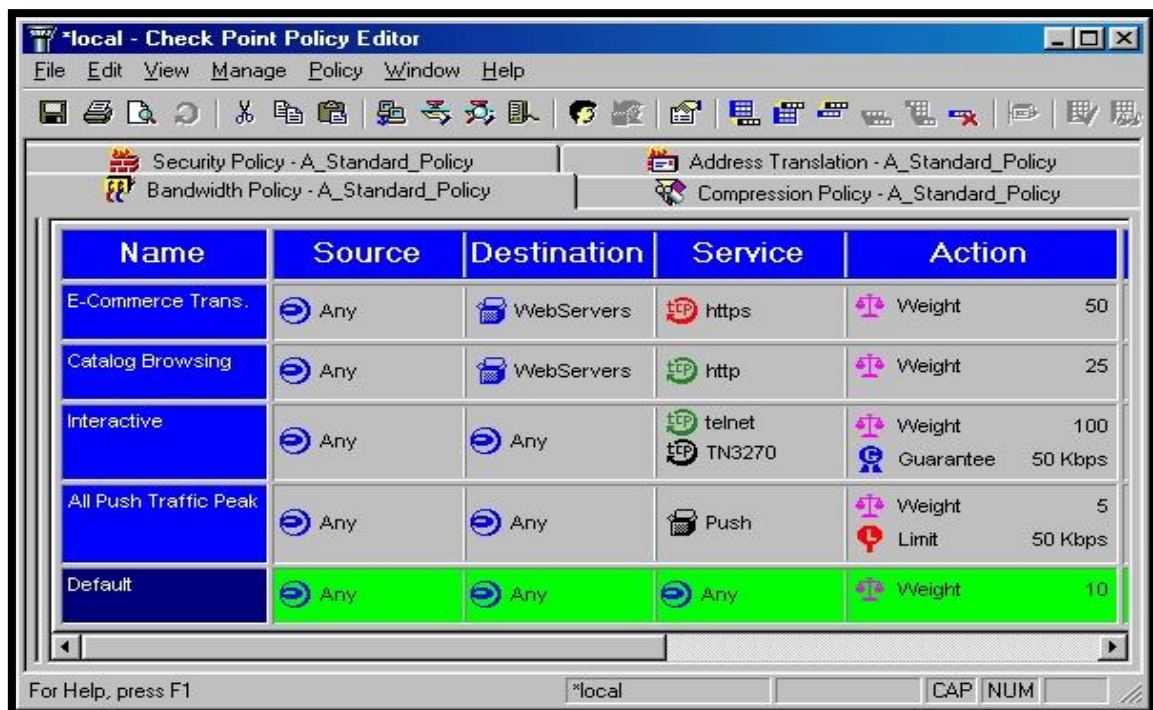 *local - Check Point Policy Editor
File Edit View Manage Policy Window Help
Security Policy - A_Standard_Policy
Address Translation - A_Standard_Policy
Bandwidth Policy - A_Standard_Policy
Compression Policy - A_Standard_Policy
Name Source Destination Service Action
E-Commerce Trans. Any WebServers TCP https Weight 50
Catalog Browsing Any WebServers TCP http Weight 25
Interactive Any Any TCP telnet Weight 100
TCP TN3270 G Guarantee 50 Kbps
All Push Traffic Peak Any Any Push Weight 5
L Limit 50 Kbps
Default Any Any Any Weight 10
For Help, press F1 *local CAP NUM